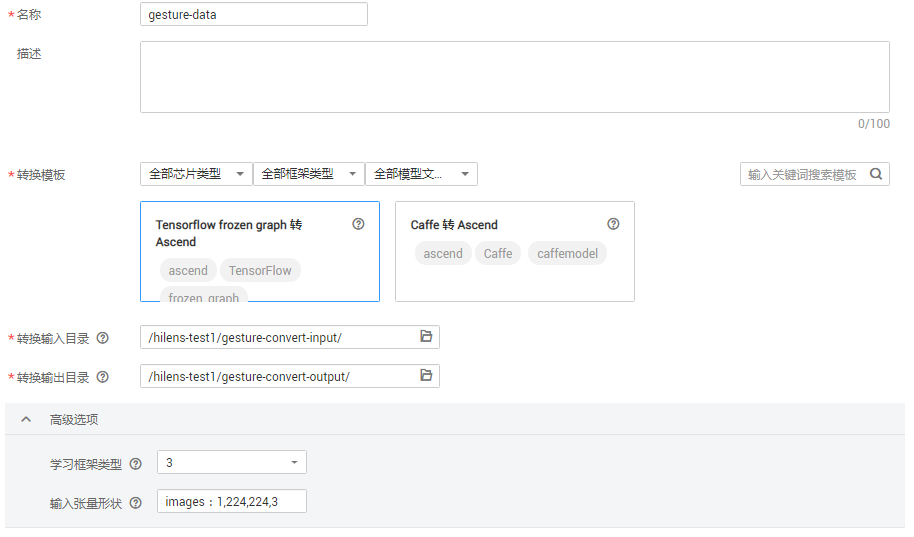 * 名称 gesture-data
描述
0/100
* 转换模板 全部芯片类型 全部框架类型 全部模型文... 输入关键词搜索模板
Tensorflow frozen graph 转 Ascend
ascend TensorFlow
frozen_graph
Caffe 转 Ascend
ascend Caffe caffemodel
* 转换输入目录 /hilens-test1/gesture-convert-input/
* 转换输出目录 /hilens-test1/gesture-convert-output/
高级选项
学习框架类型 3
输入张量形状 images：1,224,224,3